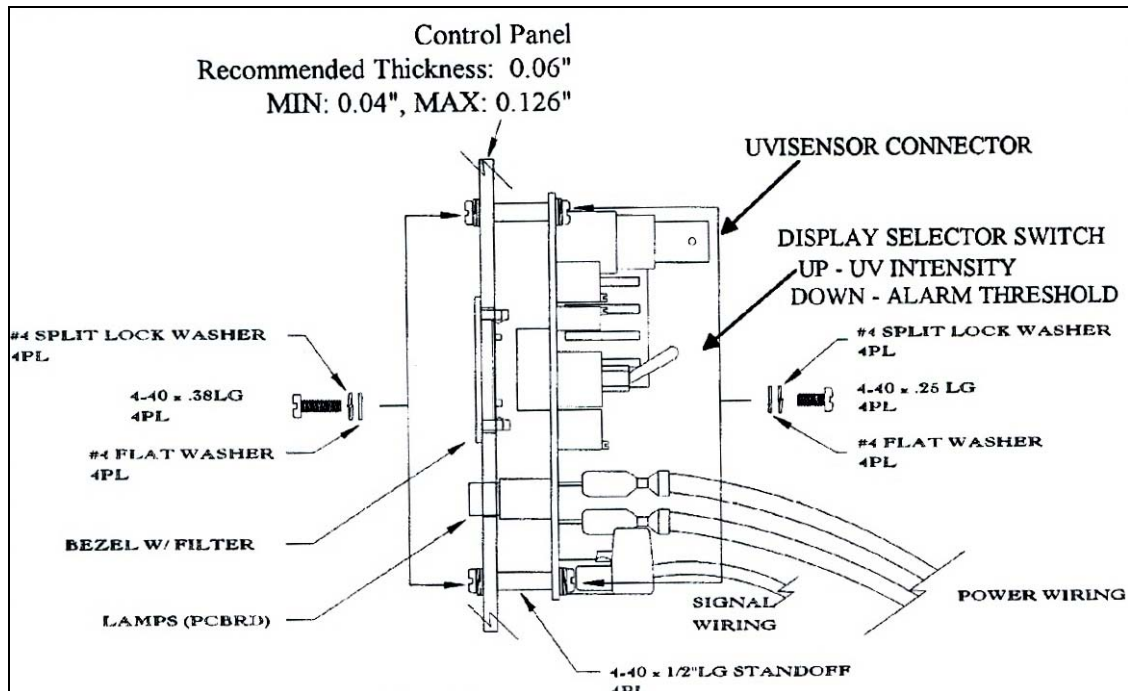 Control Panel
Recommended Thickness: 0.06"
MIN: 0.04", MAX: 0.126"
UVISENSOR CONNECTOR
DISPLAY SELECTOR SWITCH
UP - UV INTENSITY
DOWN - ALARM THRESHOLD
#4 SPLIT LOCK WASHER
4PL
4-40 x .38LG
4PL
#4 FLAT WASHER
4PL
#4 SPLIT LOCK WASHER
4PL
4-40 x .25 LG
4PL
#4 FLAT WASHER
4PL
BEZEL W/ FILTER
LAMPS (PCBRD)
SIGNAL
WIRING
POWER WIRING
4-40 x 1/2"LG STANDOFF
4PL